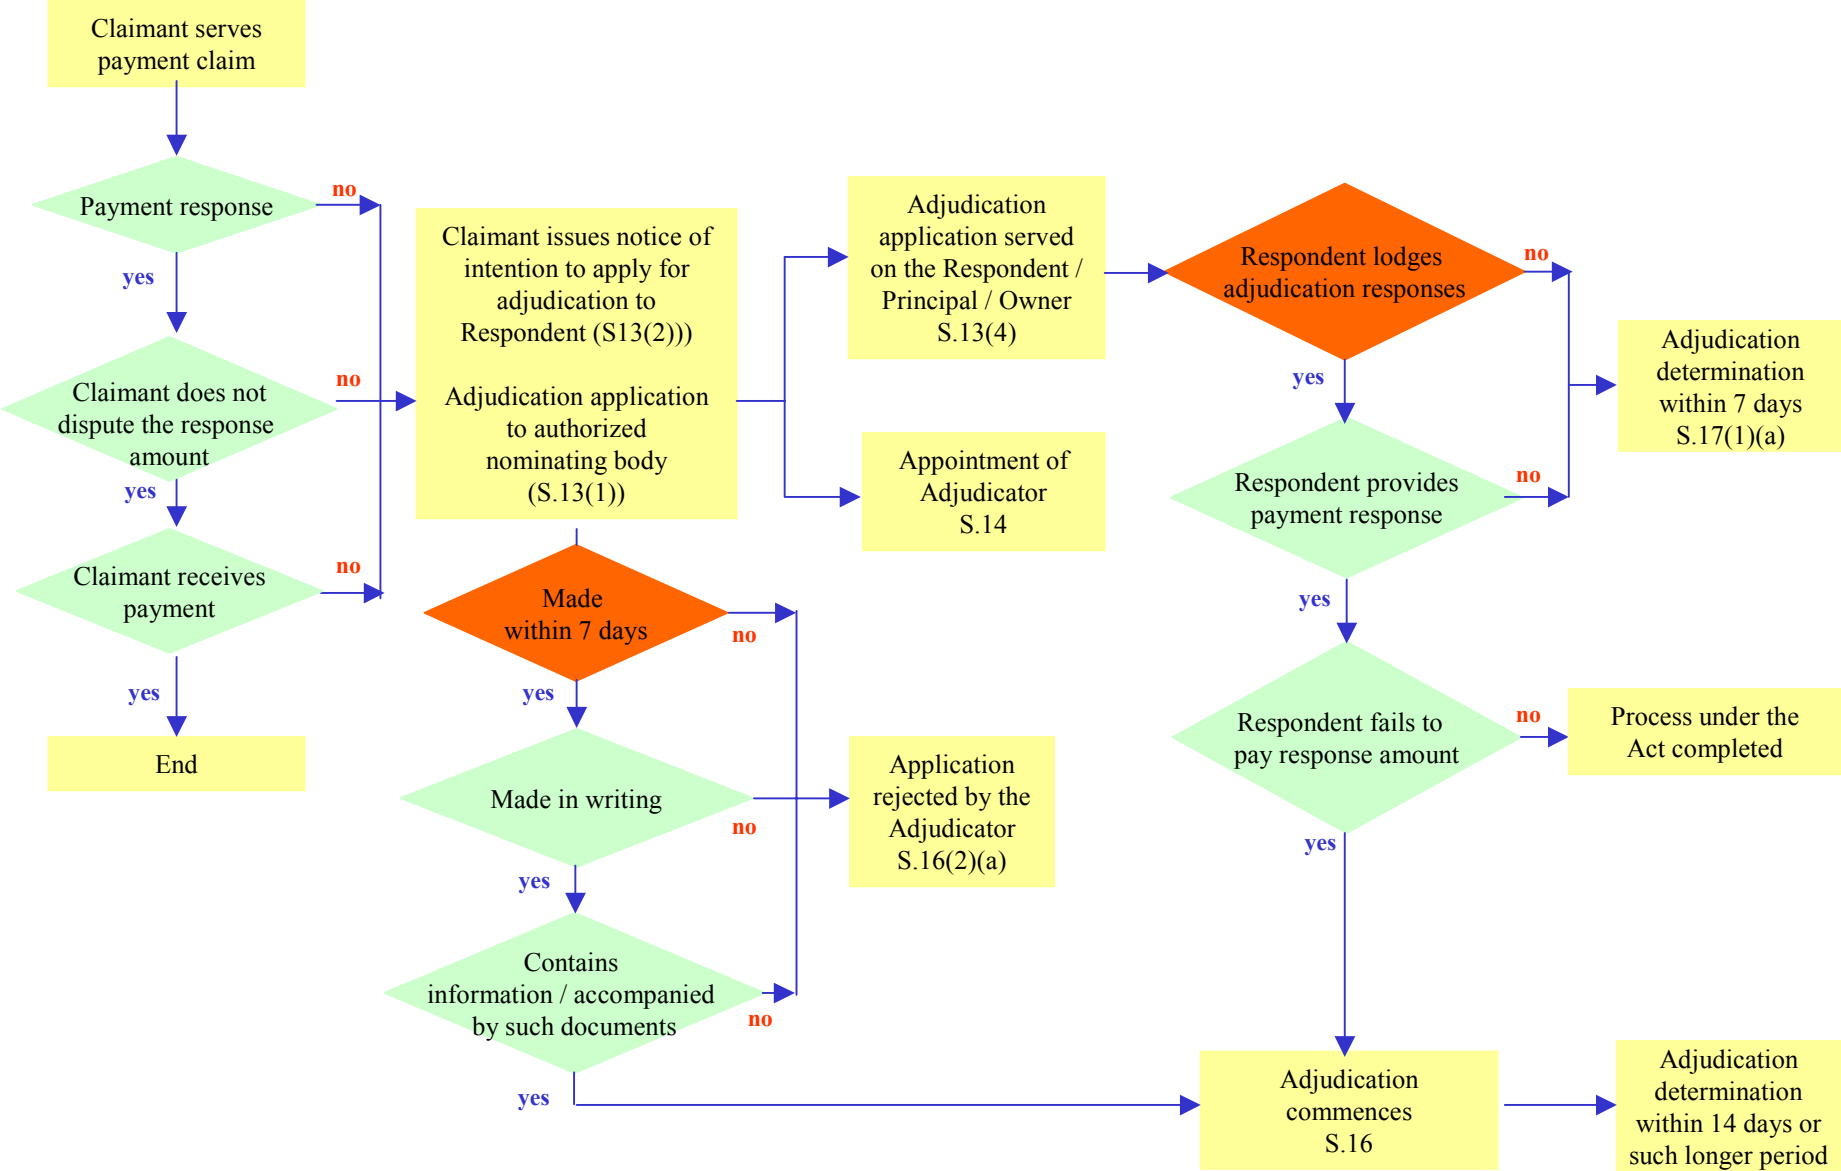 Claimant serves
payment claim
Payment response
no
yes
Claimant does not
dispute the response
amount
no
yes
Claimant receives
payment
no
yes
End
Claimant issues notice of
intention to apply for
adjudication to
Respondent (S13(2)))
Adjudication application
to authorized
nominating body
(S.13(1))
Made
within 7 days
no
yes
Made in writing
no
yes
Contains
information / accompanied
by such documents
no
yes
Adjudication
application served
on the Respondent /
Principal / Owner
S.13(4)
Appointment of
Adjudicator
S.14
Application
rejected by the
Adjudicator
S.16(2)(a)
Respondent lodges
adjudication responses
no
yes
Respondent provides
payment response
no
yes
Respondent fails to
pay response amount
no
yes
Adjudication
determination
within 7 days
S.17(1)(a)
Process under the
Act completed
Adjudication
commences
S.16
Adjudication
determination
within 14 days or
such longer period